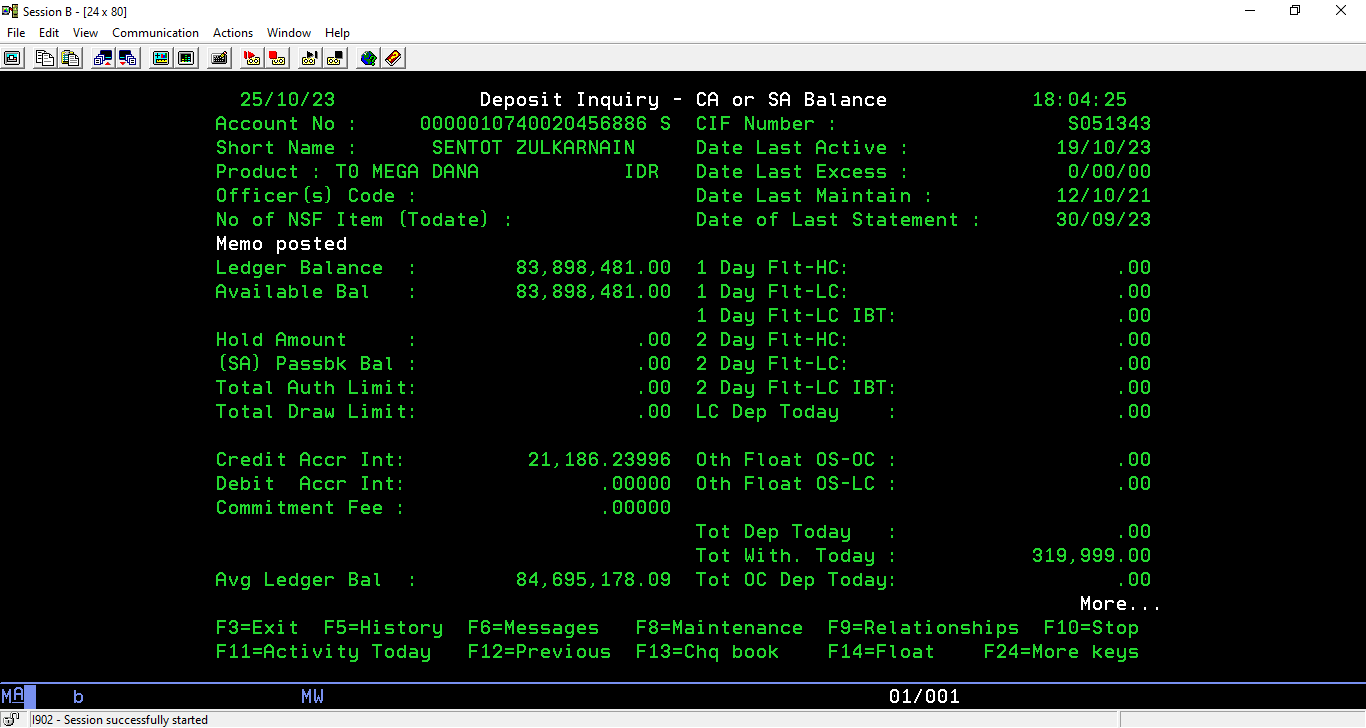 Session B - [24 x 80]
File Edit View Communication Actions Window Help
25/10/23 Deposit Inquiry - CA or SA Balance 18:04:25
Account No : 0000010740020456886 S CIF Number : S051343
Short Name : SENTOT ZULKARNAIN Date Last Active : 19/10/23
Product : TO MEGA DANA IDR Date Last Excess : 0/00/00
Officer(s) Code : Date Last Maintain : 12/10/21
No of NSF Item (Todate) : Date of Last Statement : 30/09/23
Memo posted
Ledger Balance : 83,898,481.00 1 Day Flt-HC: .00
Available Bal : 83,898,481.00 1 Day Flt-LC: .00
1 Day Flt-LC IBT: .00
Hold Amount : .00 2 Day Flt-HC: .00
(SA) Passbk Bal : .00 2 Day Flt-LC: .00
Total Auth Limit: .00 2 Day Flt-LC IBT: .00
Total Draw Limit: .00 LC Dep Today : .00
Credit Accr Int: 21,186.23996 Oth Float OS-OC : .00
Debit Accr Int: .00000 Oth Float OS-LC : .00
Commitment Fee : .00000
Tot Dep Today : .00
Tot With. Today : 319,999.00
Avg Ledger Bal : 84,695,178.09 Tot OC Dep Today: .00
More...
F3=Exit F5=History F6=Messages F8=Maintenance F9=Relationships F10=Stop
F11=Activity Today F12=Previous F13=Chq book F14=Float F24=More keys
MA b MW 01/001
I902 - Session successfully started